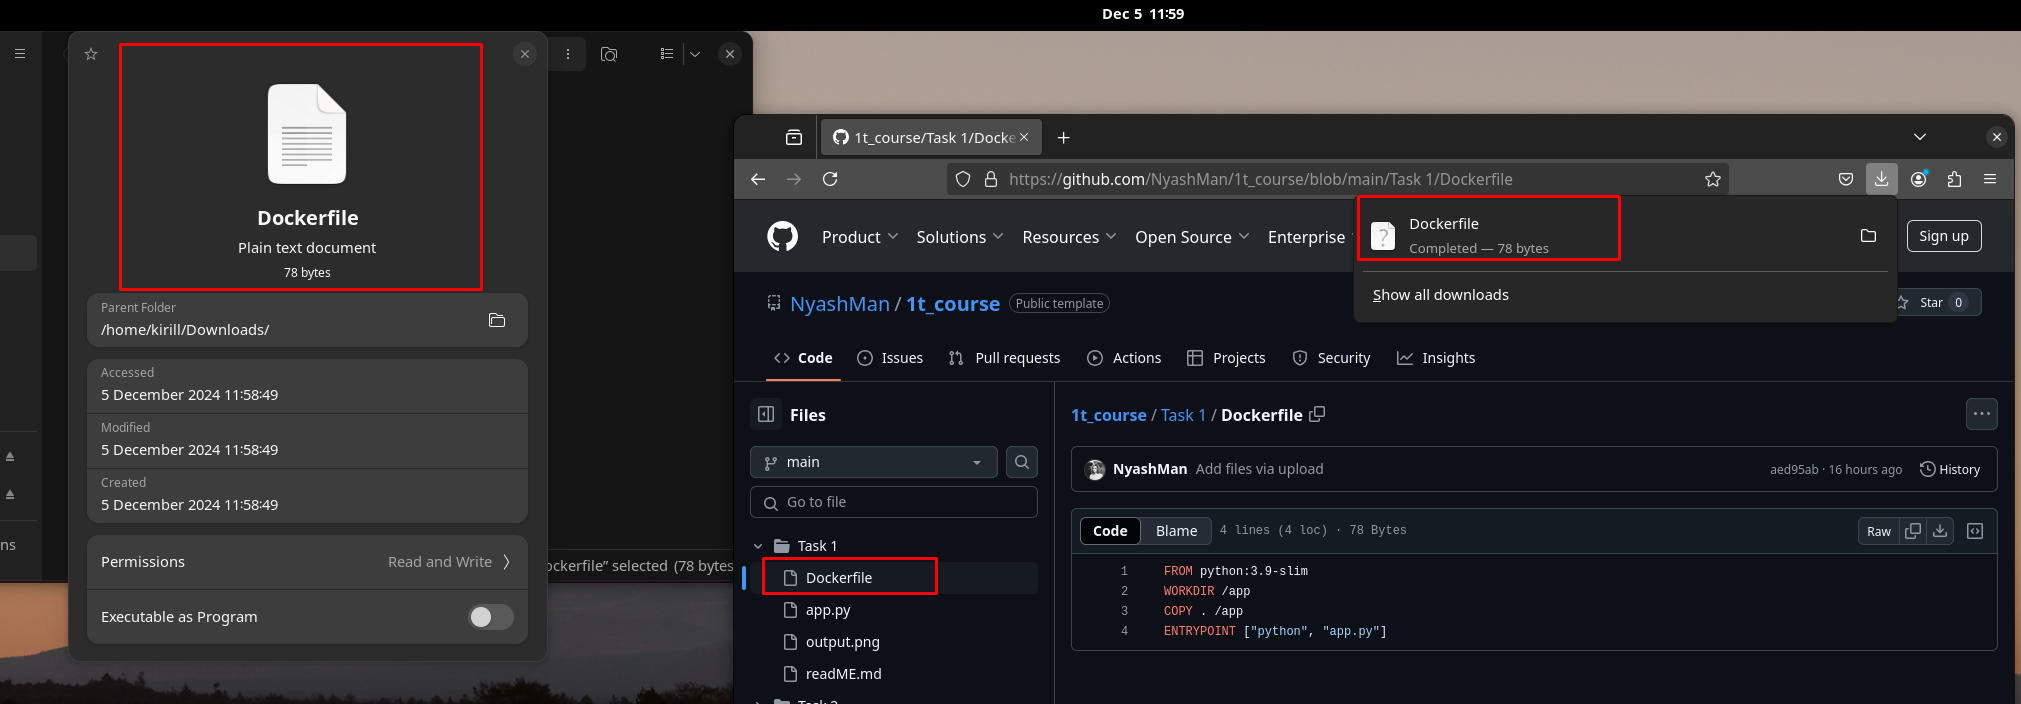 Dec 5 11:59
Dockerfile
Plain text document
78 bytes
Parent Folder
/home/kirill/Downloads/
Accessed
5 December 2024 11:58:49
Modified
5 December 2024 11:58:49
Created
5 December 2024 11:58:49
Permissions
Read and Write
Executable as Program
ns
ockerfile” selected (78 bytes
1t_course/Task 1/Docke
https://github.com/NyashMan/1t_course/blob/main/Task 1/Dockerfile
Dockerfile
Completed — 78 bytes
Show all downloads
Product
Solutions
Resources
Open Source
Enterprise
Sign up
NyashMan / 1t_course
Public template
Star 0
Code
Issues
Pull requests
Actions
Projects
Security
Insights
Files
main
Go to file
Task 1
Dockerfile
app.py
output.png
readME.md
1t_course / Task 1 / Dockerfile
NyashMan Add files via upload
aed95ab · 16 hours ago
History
Code
Blame
4 lines (4 loc) · 78 Bytes
Raw
1 FROM python:3.9-slim
2 WORKDIR /app
3 COPY . /app
4 ENTRYPOINT ["python", "app.py"]